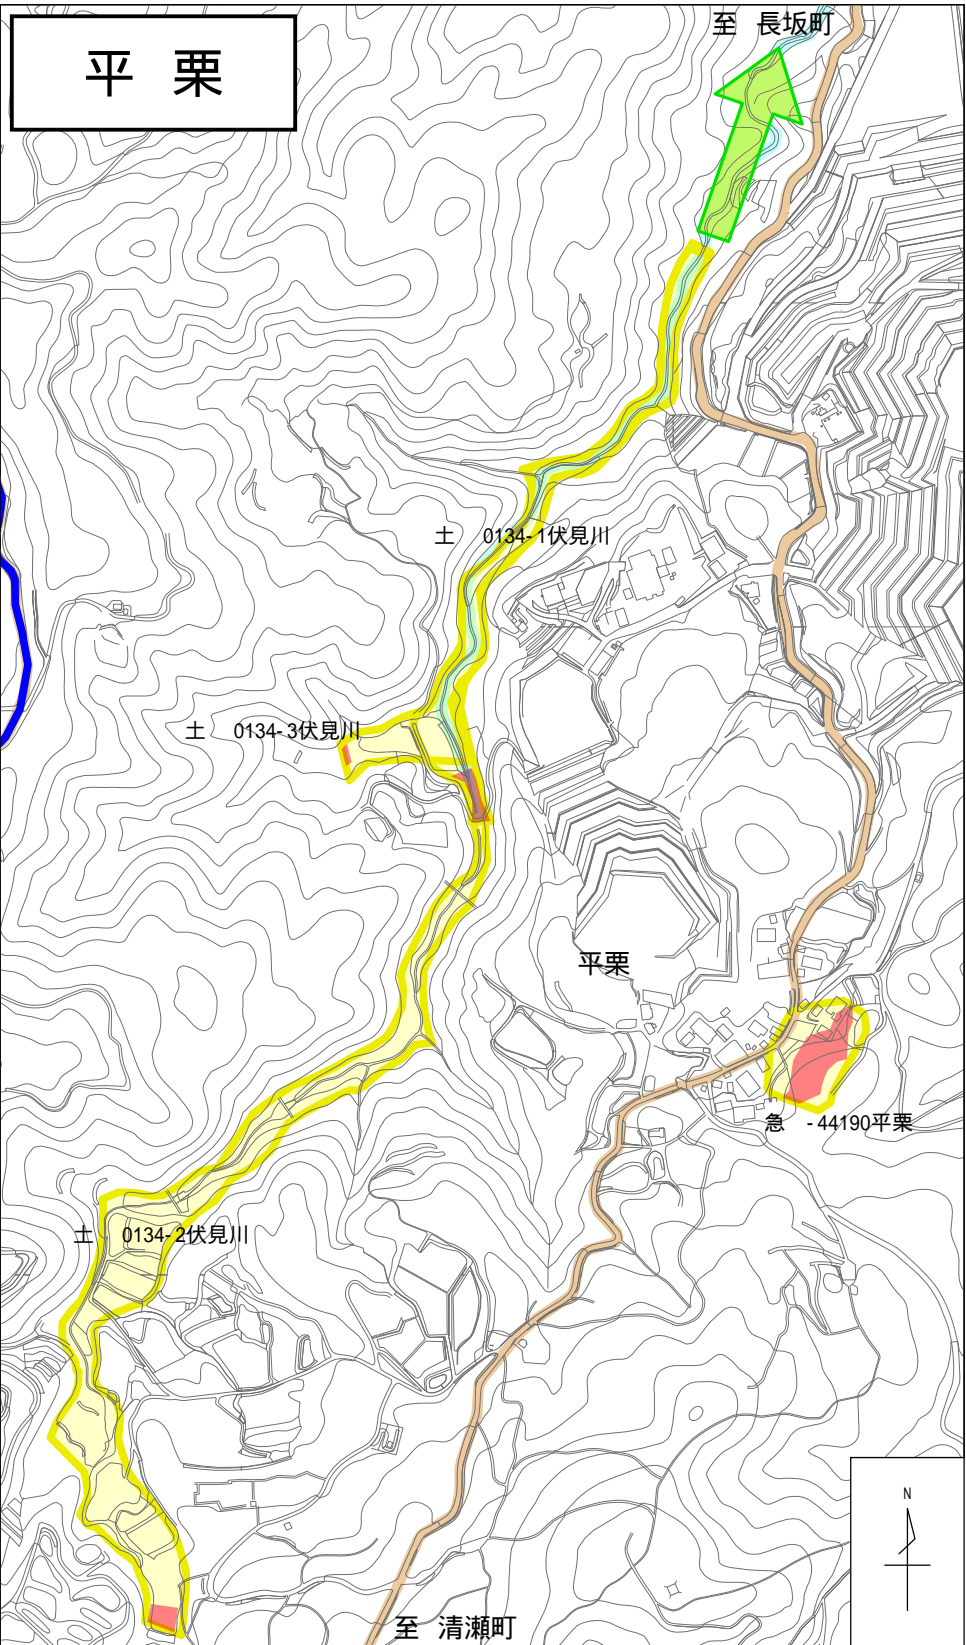 平 栗
至 長坂町
土 0134-1伏見川
土 0134-3伏見川
平栗
急 -44190平栗
土 0134-2伏見川
N
至 清瀬町